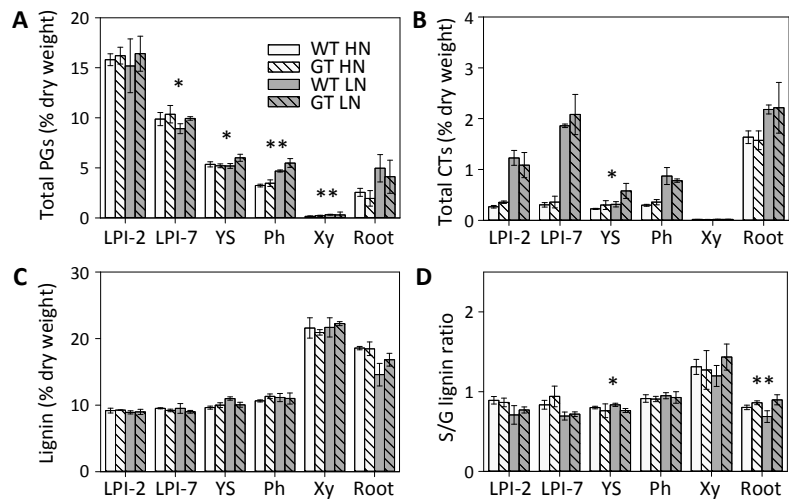 A
Total PGs (% dry weight)
20
15
10
5
0
WT HN
GT HN
WT LN
GT LN
*
*
**
**
LPI-2 LPI-7 YS Ph Xy Root
B
Total CTs (% dry weight)
4
3
2
1
0
*
LPI-2 LPI-7 YS Ph Xy Root
C
Lignin (% dry weight)
30
20
10
0
LPI-2 LPI-7 YS Ph Xy Root
D
S/G lignin ratio
2
1
0
*
**
LPI-2 LPI-7 YS Ph Xy Root